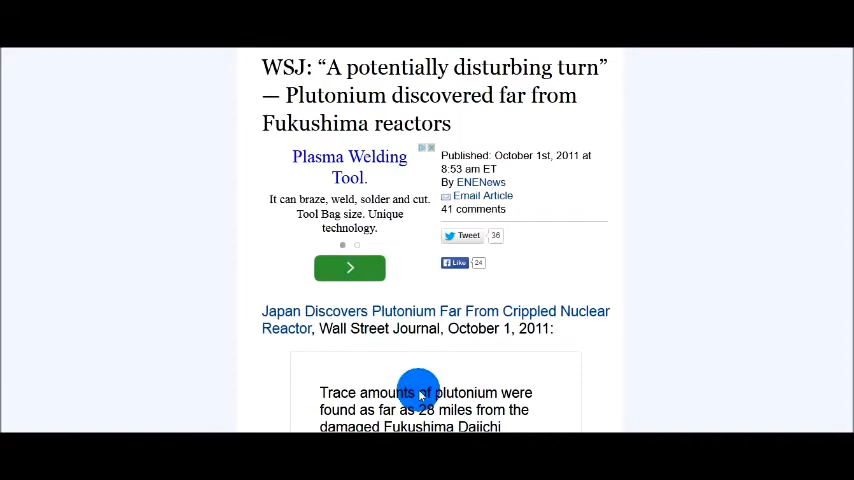 WSJ: “A potentially disturbing turn”
— Plutonium discovered far from
Fukushima reactors
Plasma Welding
Tool.
It can braze, weld, solder and cut.
Tool Bag size. Unique
technology.
Published: October 1st, 2011 at
8:53 am ET
By ENENews
Email Article
41 comments
Tweet 36
Like 24
Japan Discovers Plutonium Far From Crippled Nuclear
Reactor, Wall Street Journal, October 1, 2011:
Trace amounts of plutonium were
found as far as 28 miles from the
damaged Fukushima Daiichi